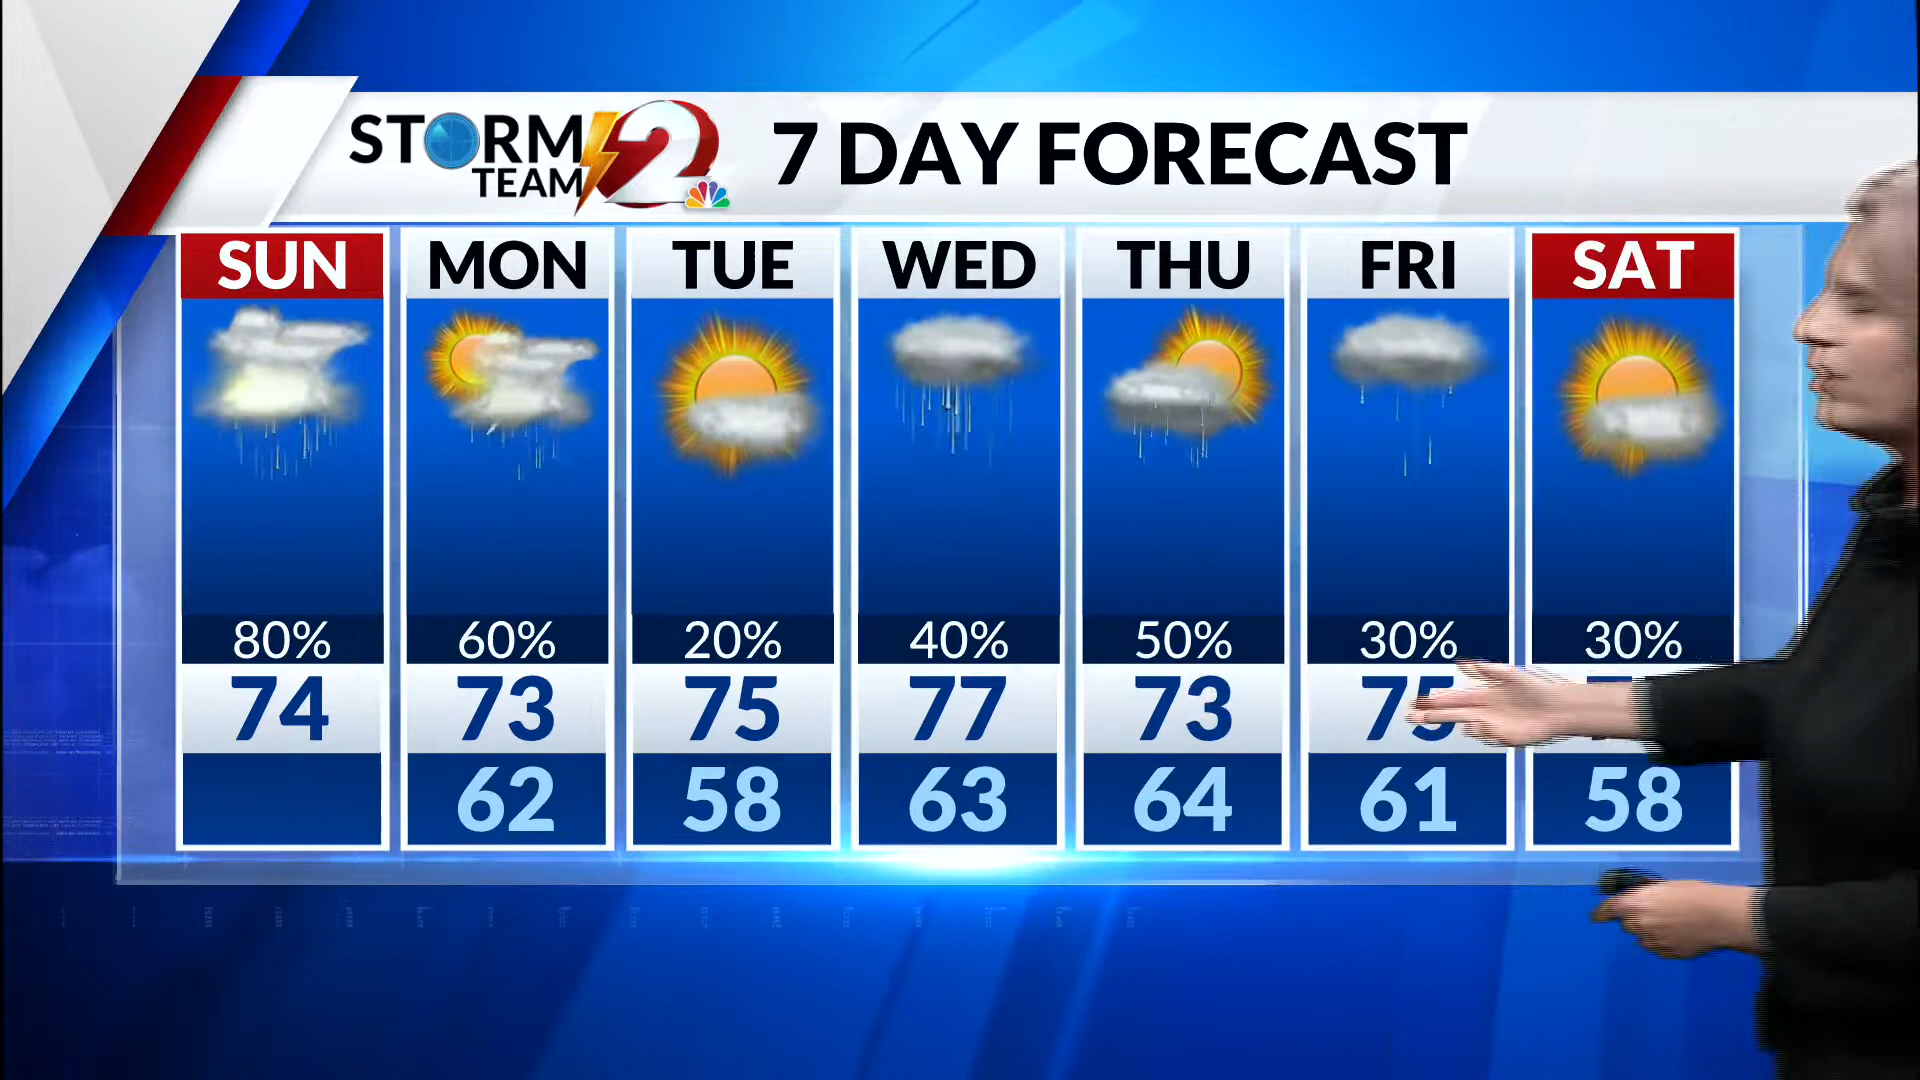 STORM
TEAM
2
7 DAY FORECAST
SUN MON TUE WED THU FRI SAT
80% 60% 20% 40% 50% 30% 30%
74 73 75 77 73 75
62 58 63 64 61 58